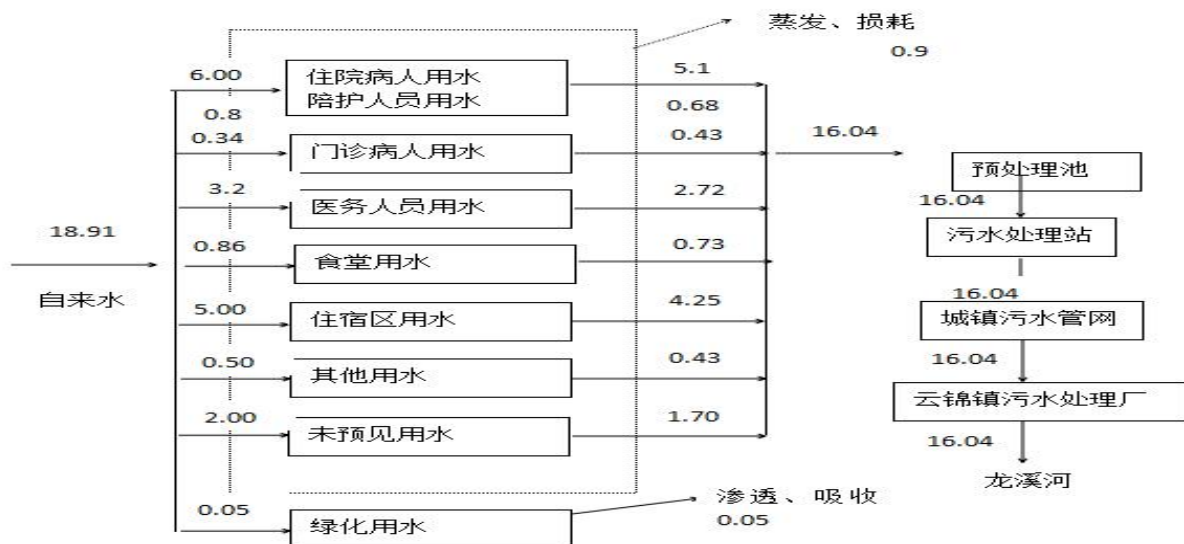 蒸发、损耗
0.9
6.00
住院病人用水
陪护人员用水
5.1
0.8
0.68
0.34
门诊病人用水
0.43
16.04
预处理池
3.2
医务人员用水
2.72
16.04
污水处理站
18.91
自来水
0.86
食堂用水
0.73
16.04
5.00
住宿区用水
4.25
城镇污水管网
0.50
其他用水
0.43
16.04
云锦镇污水处理厂
2.00
未预见用水
1.70
16.04
龙溪河
0.05
绿化用水
渗透、吸收
0.05